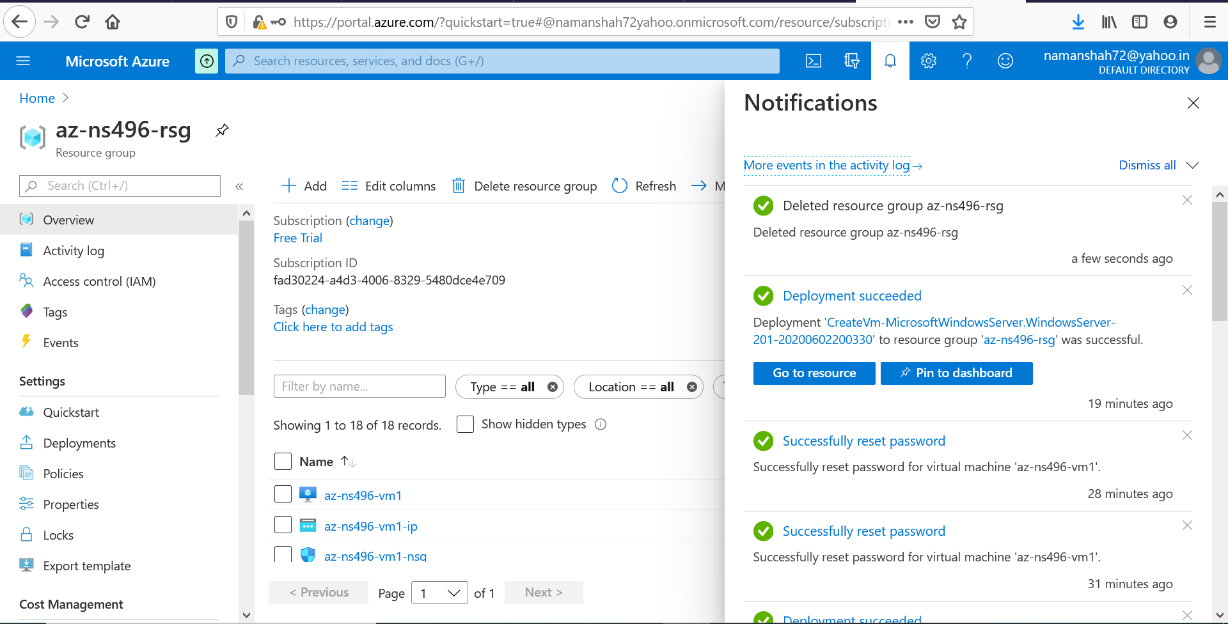 https://portal.azure.com/?quickstart=true#@namanshah72yahoo.onmicrosoft.com/resource/subscripti
Microsoft Azure
Search resources, services, and docs (G+/)
namanshah72@yahoo.in
DEFAULT DIRECTORY
Home >
az-ns496-rsg
Resource group
Search (Ctrl+/)
«
Overview
Activity log
Access control (IAM)
Tags
Events
Settings
Quickstart
Deployments
Policies
Properties
Locks
Export template
Cost Management
Add
Edit columns
Delete resource group
Refresh
M
Subscription (change)
Free Trial
Subscription ID
fad30224-a4d3-4006-8329-5480dce4e709
Tags (change)
Click here to add tags
Filter by name...
Type == all
Location == all
Showing 1 to 18 of 18 records.
Show hidden types
Name ↑↓
az-ns496-vm1
az-ns496-vm1-ip
az-ns496-vm1-nsg
< Previous
Page
1
of 1
Next >
Notifications
More events in the activity log →
Dismiss all
Deleted resource group az-ns496-rsg
Deleted resource group az-ns496-rsg
a few seconds ago
Deployment succeeded
Deployment 'CreateVm-MicrosoftWindowsServer.WindowsServer-
201-20200602200330' to resource group 'az-ns496-rsg' was successful.
Go to resource
Pin to dashboard
19 minutes ago
Successfully reset password
Successfully reset password for virtual machine 'az-ns496-vm1'.
28 minutes ago
Successfully reset password
Successfully reset password for virtual machine 'az-ns496-vm1'.
31 minutes ago
Deployment succeeded